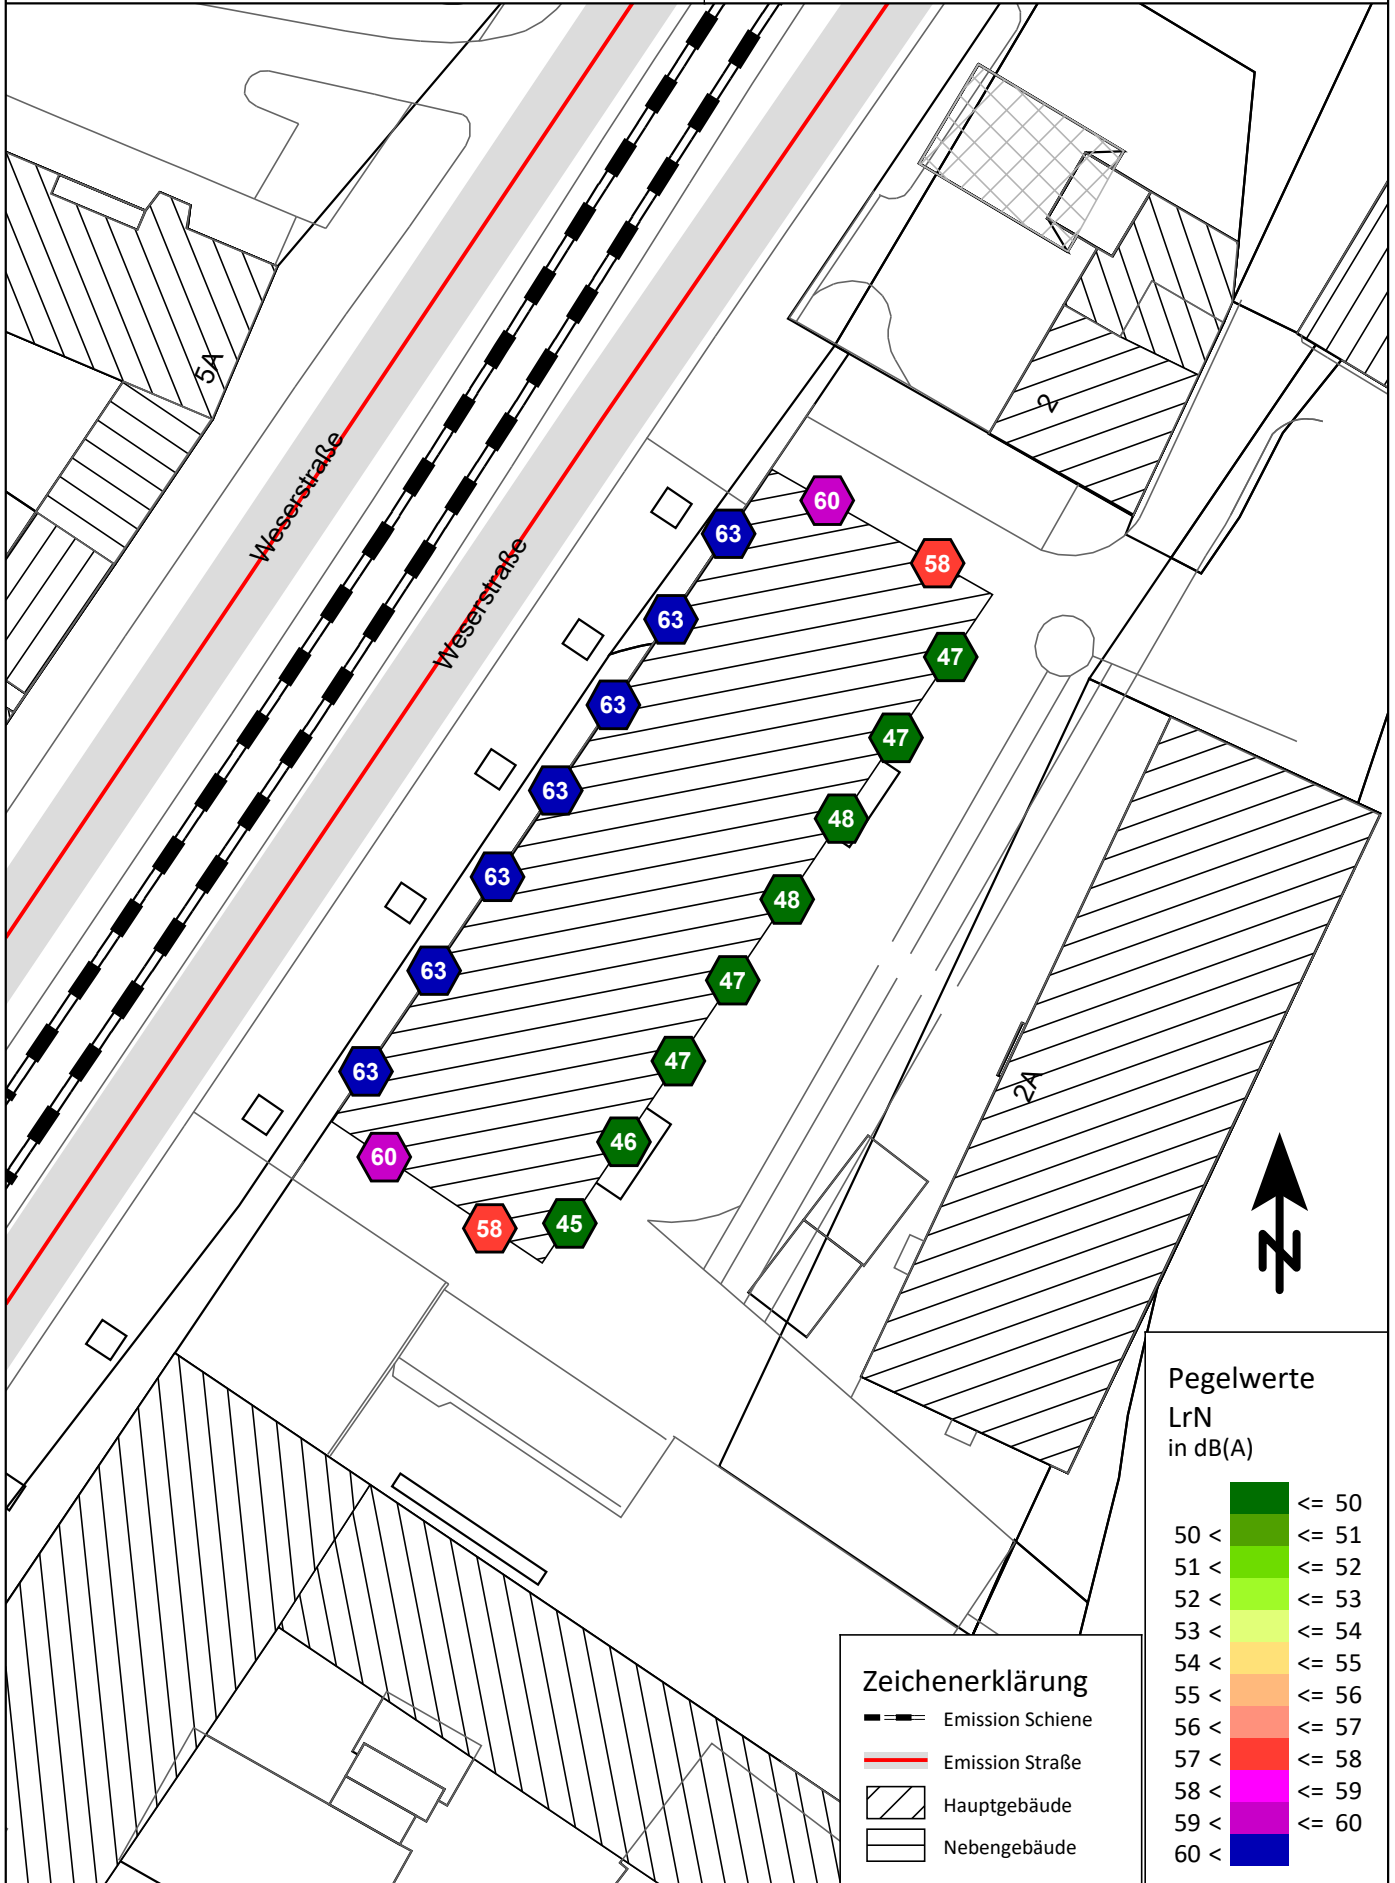 5A
2
Weserstraße
60
63
Weserstraße
58
63
47
63
47
63
48
63
48
63
47
63
47
2A
46
60
45
58
N
Pegelwerte
LrN
in dB(A)
<= 50
50 < <= 51
51 < <= 52
52 < <= 53
53 < <= 54
54 < <= 55
55 < <= 56
56 < <= 57
57 < <= 58
58 < <= 59
59 < <= 60
60 <
Zeichenerklärung
Emission Schiene
Emission Straße
Hauptgebäude
Nebengebäude